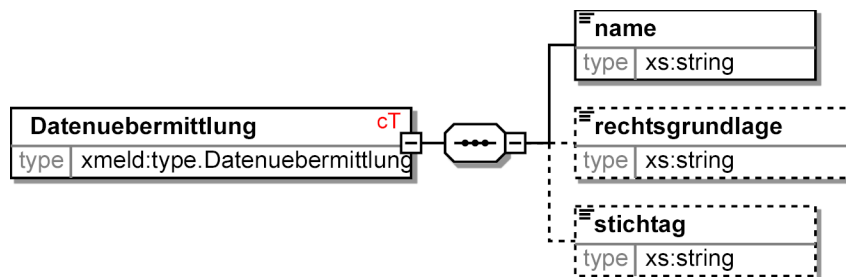 name
type xs:string
Datenuebermittlung cT
type xmeld:type.Datenuebermittlung
rechtsgrundlage
type xs:string
stichtag
type xs:string